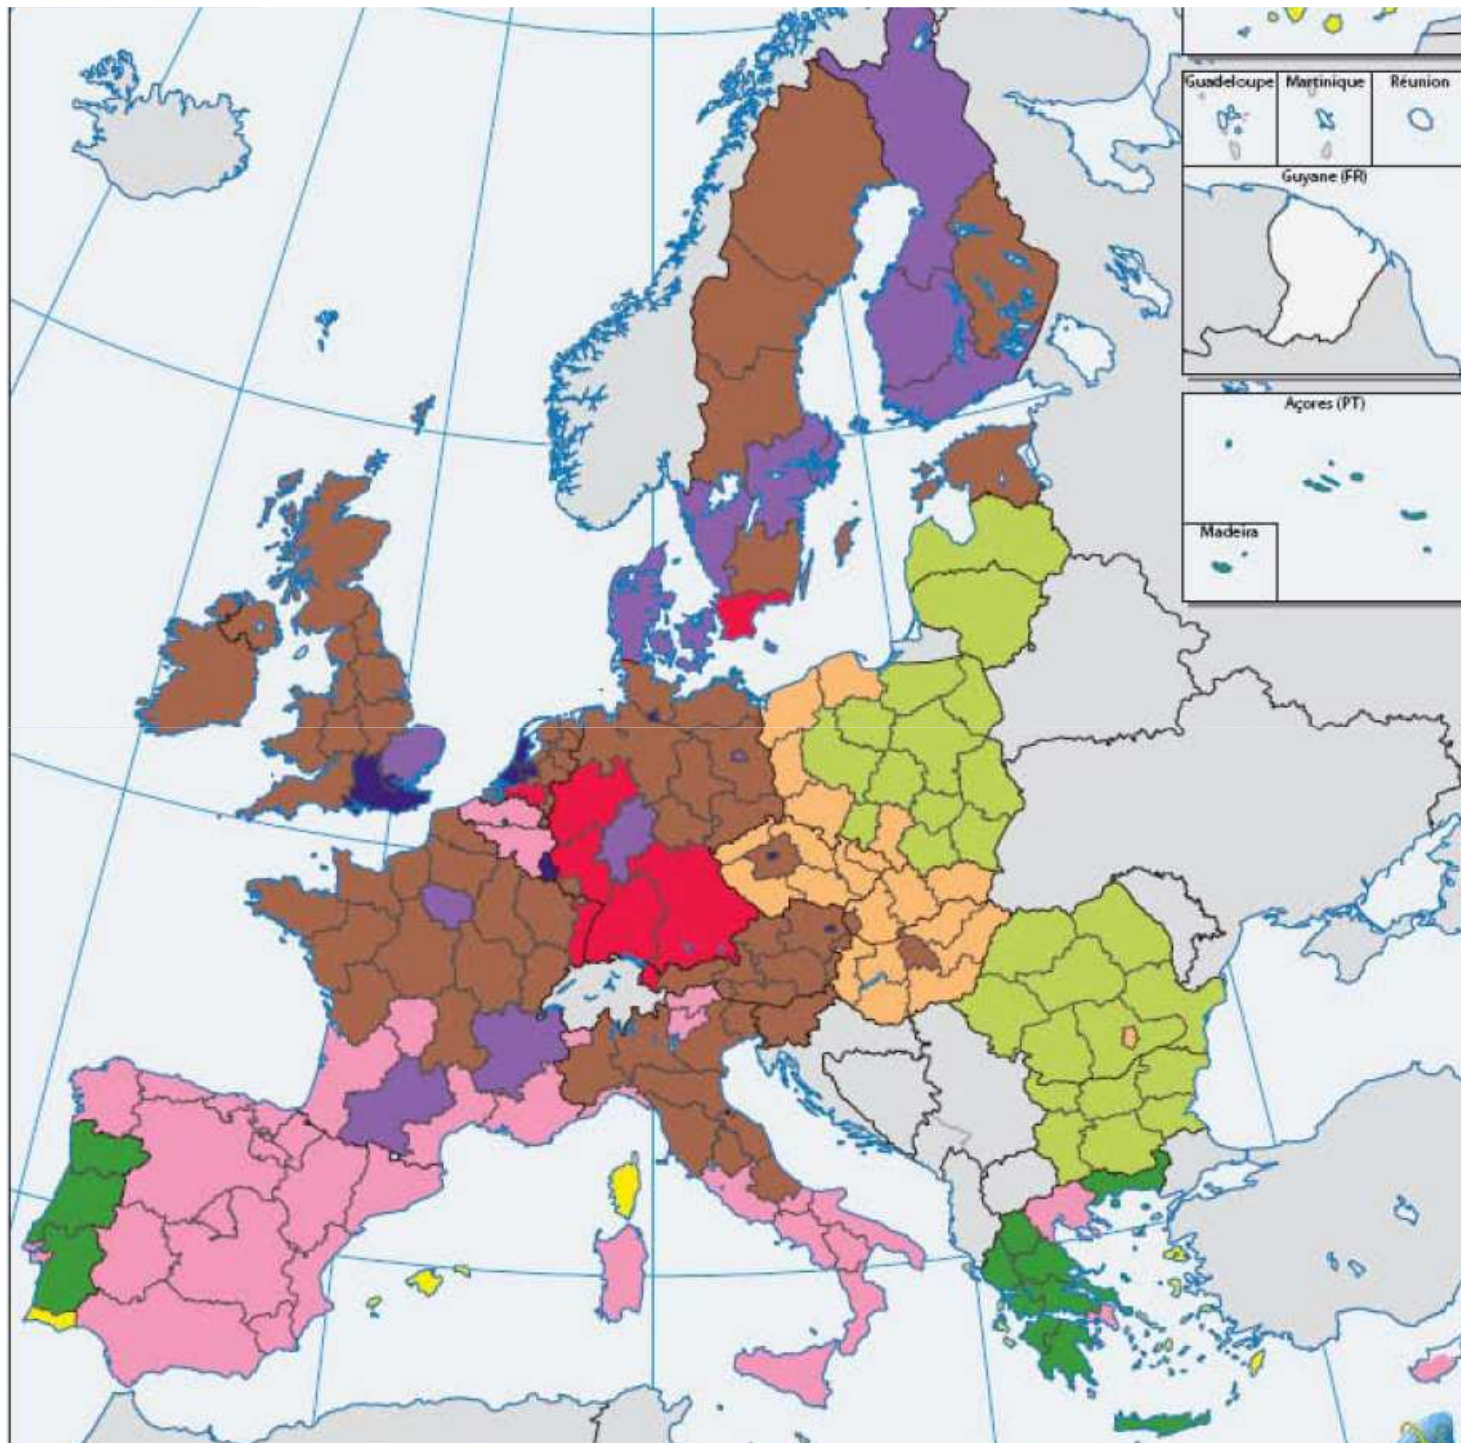 Guadeloupe
Martinique
Réunion
Guyane (FR)
Açores (PT)
Madeira